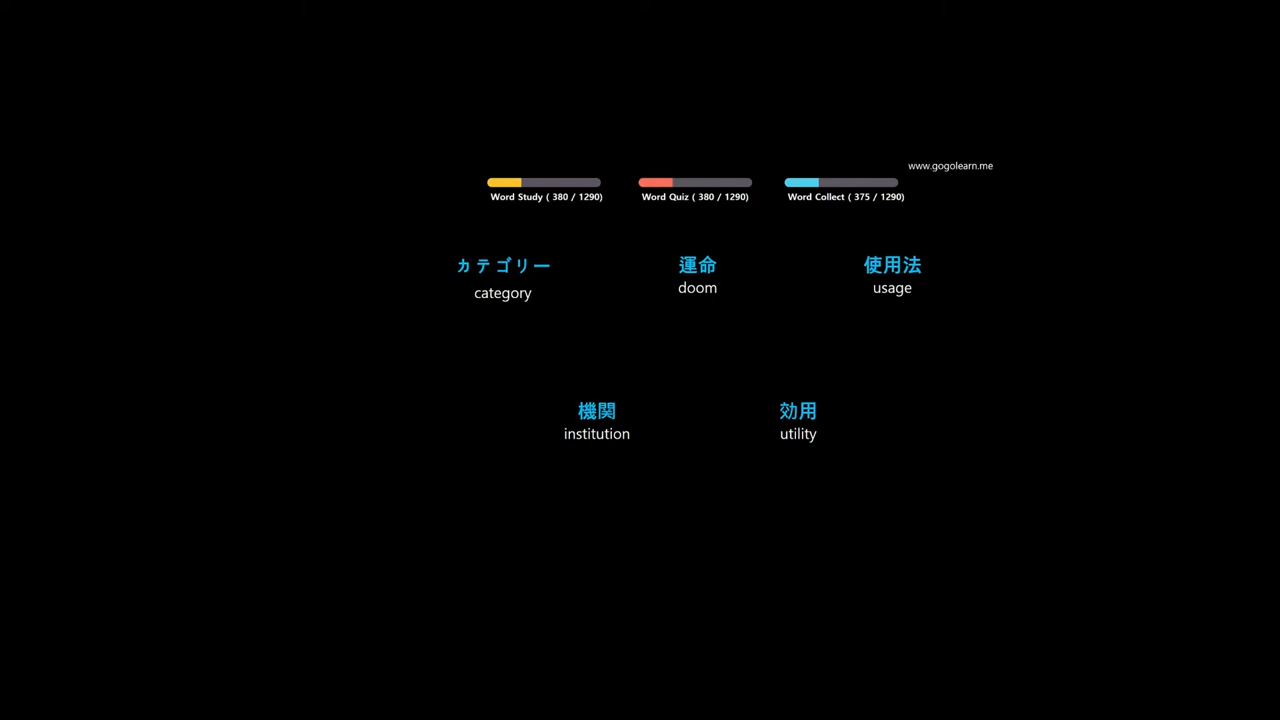 www.gogolearn.me
Word Study ( 380 / 1290)
Word Quiz ( 380 / 1290)
Word Collect ( 375 / 1290)
カテゴリー
category
運命
doom
使用法
usage
機関
institution
効用
utility